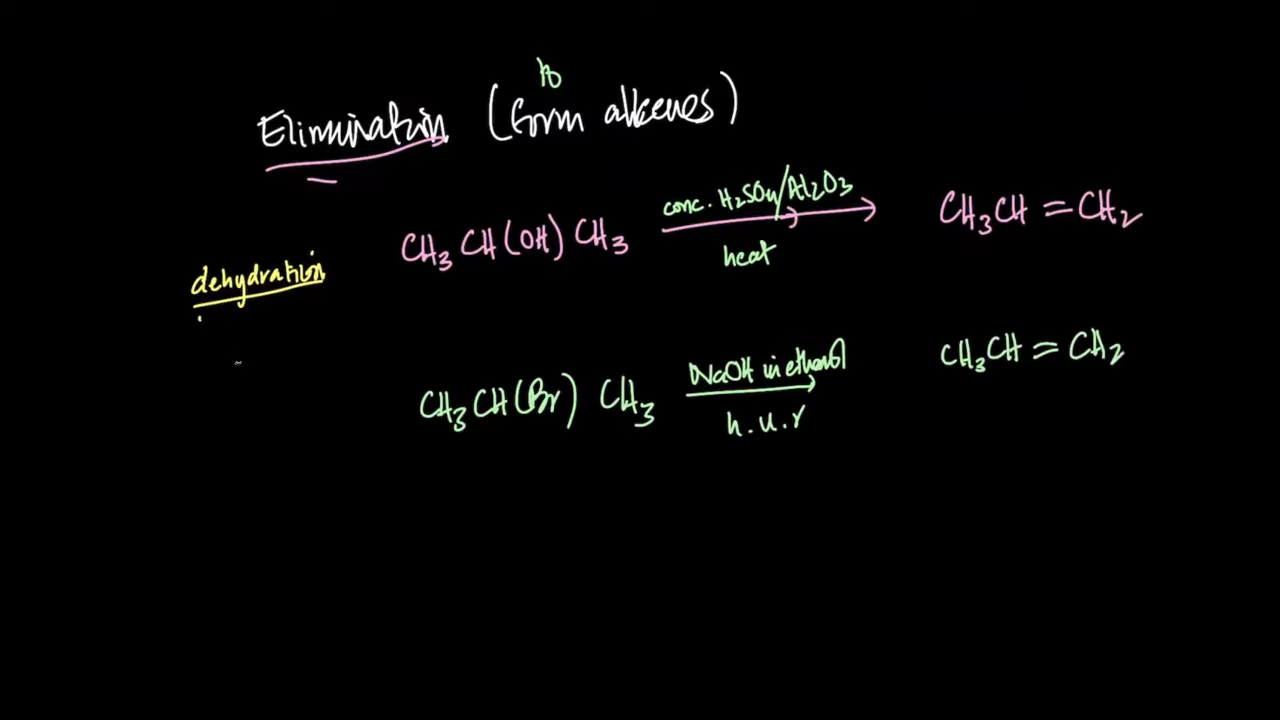 to
Elimination (form alkenes)
conc. H₂SO₄/Al₂O₃
CH₃CH(OH)CH₃ ⟶ CH₃CH=CH₂
heat
dehydration
NaOH in ethanol
CH₃CH(Br) CH₃ ⟶ CH₃CH=CH₂
h.u.r